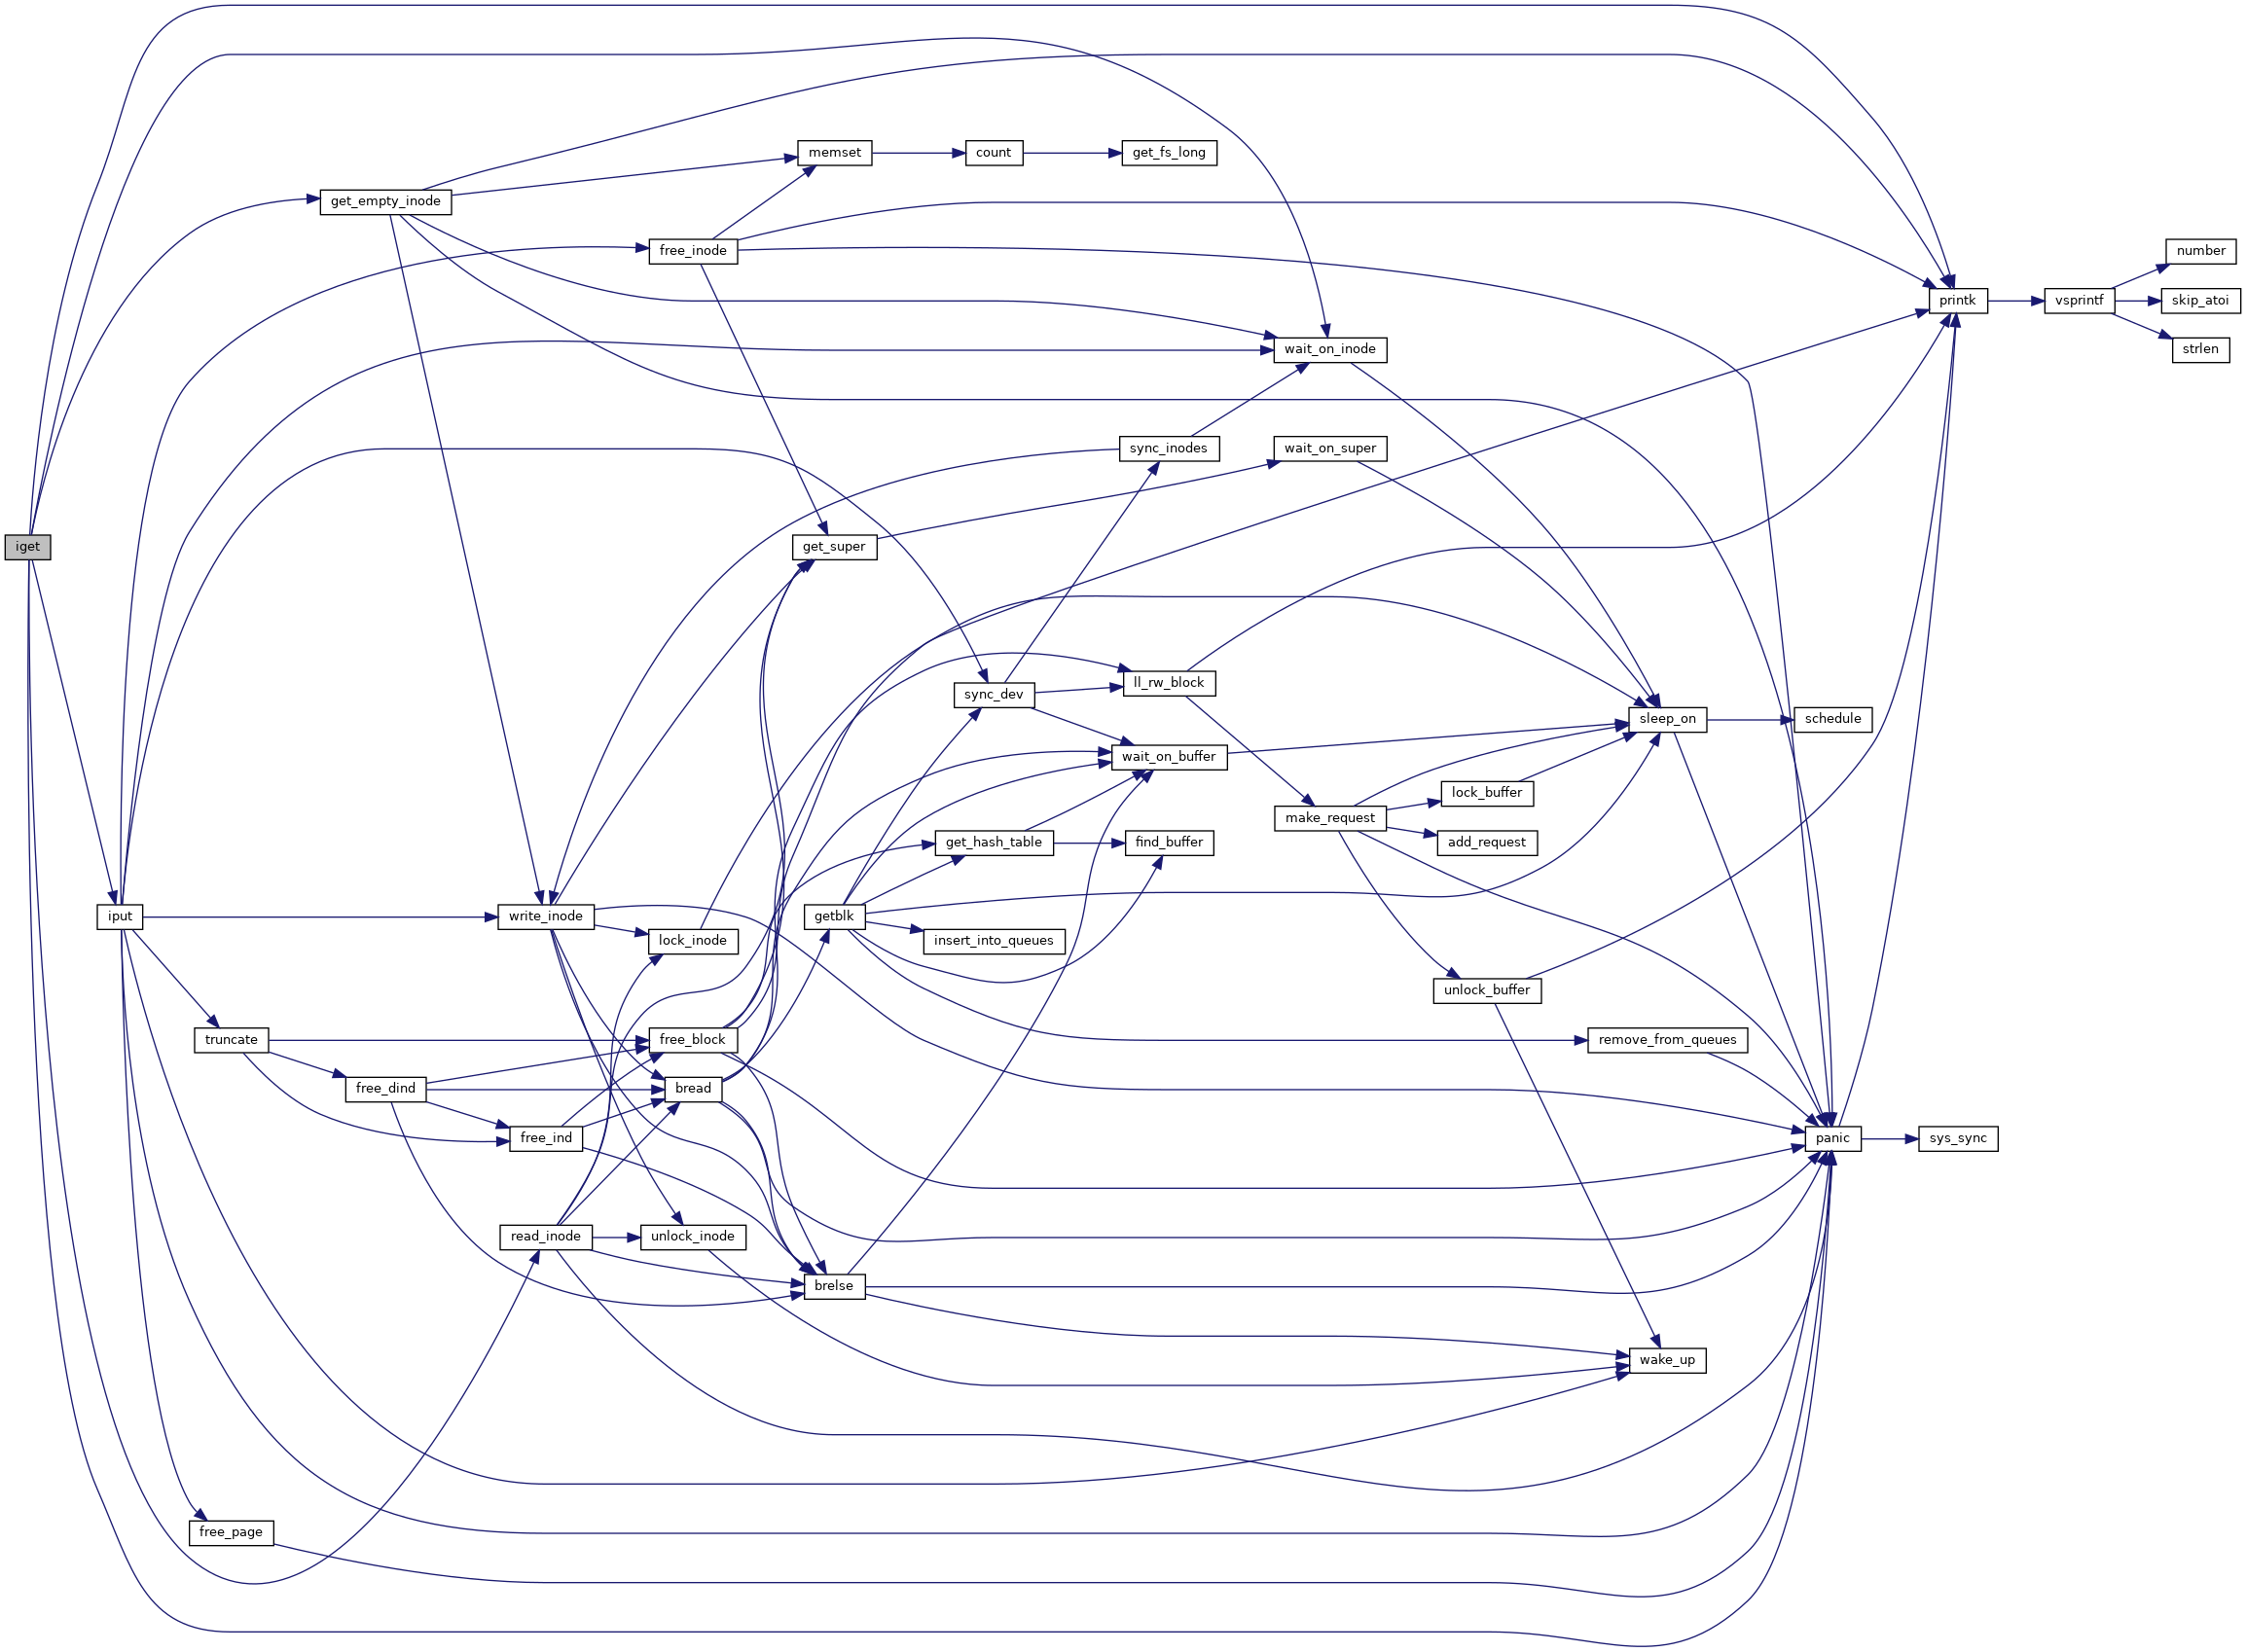 memset
count
get_fs_long
get_empty_inode
free_inode
number
printk
vsprintf
skip_atoi
wait_on_inode
strlen
sync_inodes
wait_on_super
iget
get_super
sync_dev
ll_rw_block
sleep_on
schedule
wait_on_buffer
lock_buffer
make_request
get_hash_table
find_buffer
add_request
iput
write_inode
getblk
lock_inode
insert_into_queues
unlock_buffer
truncate
free_block
remove_from_queues
free_dind
bread
free_ind
panic
sys_sync
read_inode
unlock_inode
brelse
wake_up
free_page